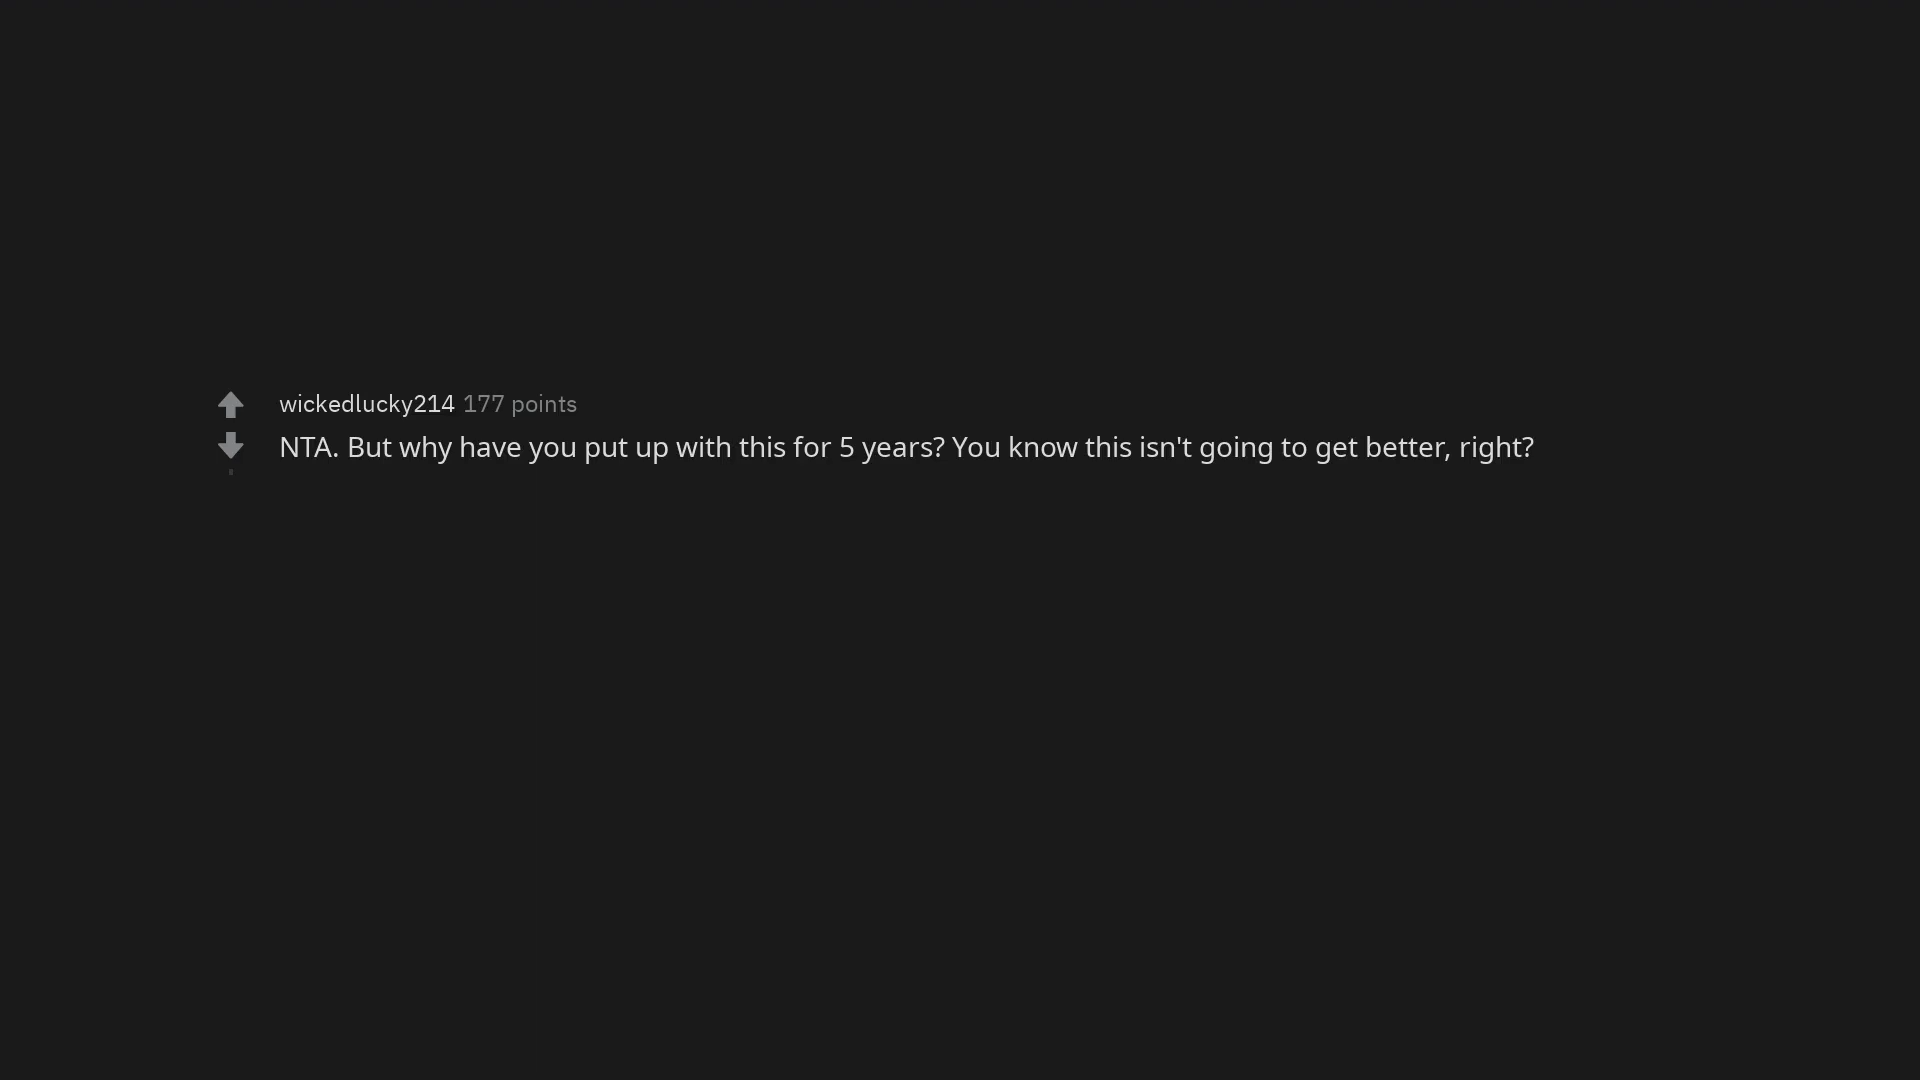 wickedlucky214 177 points
NTA. But why have you put up with this for 5 years? You know this isn't going to get better, right?